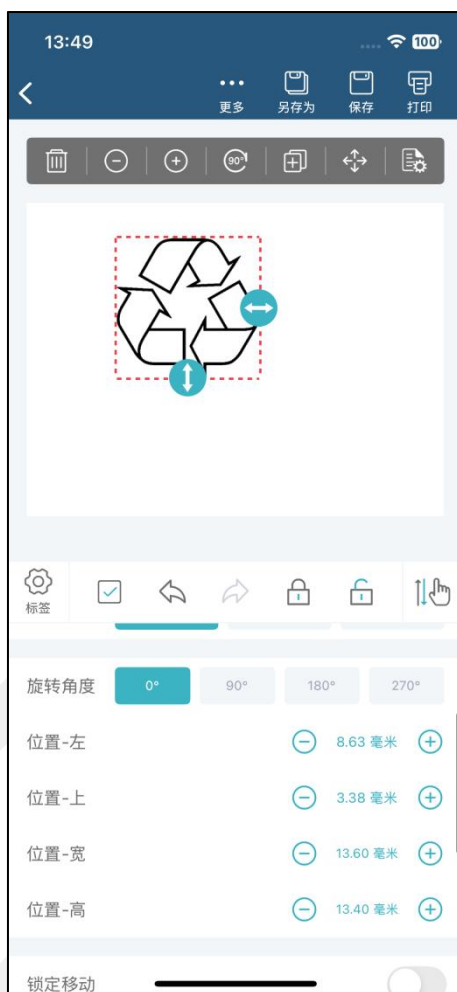 13:49
100
更多
另存为
保存
打印
90°
标签
旋转角度
0°
90°
180°
270°
位置-左
8.63 毫米
位置-上
3.38 毫米
位置-宽
13.60 毫米
位置-高
13.40 毫米
锁定移动